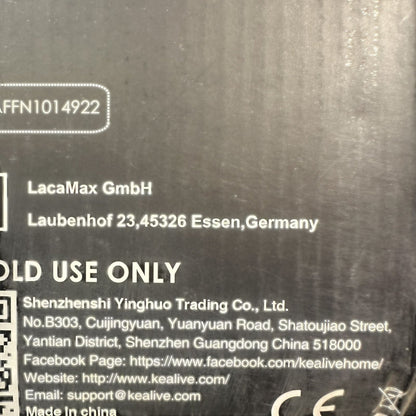 AFFN1014922
LacaMax GmbH
Laubenhof 23,45326 Essen,Germany
OLD USE ONLY
Shenzhenshi Yinghuo Trading Co., Ltd.
No.B303, Cuijingyuan, Yuanyuan Road, Shatoujiao Street,
Yantian District, Shenzhen Guangdong China 518000
Facebook Page: https://www.facebook.com/kealivehome/
Website: http://www.kealive.com/
Email: support@kealive.com
Made In china
CE